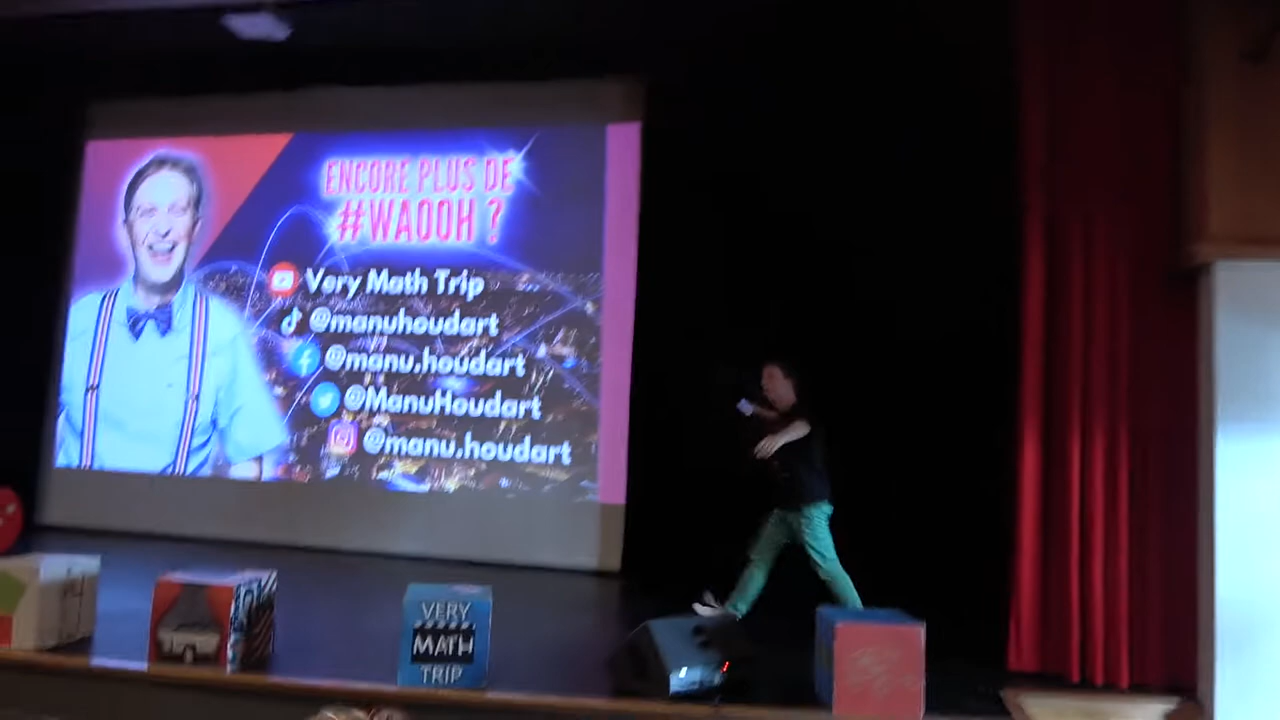 ENCORE PLUS DE
#WAOOH ?
Very Math Trip
@manuhoudart
@manu.houdart
@ManuHoudart
@manu.houdart
VERY
MATH
TRIP